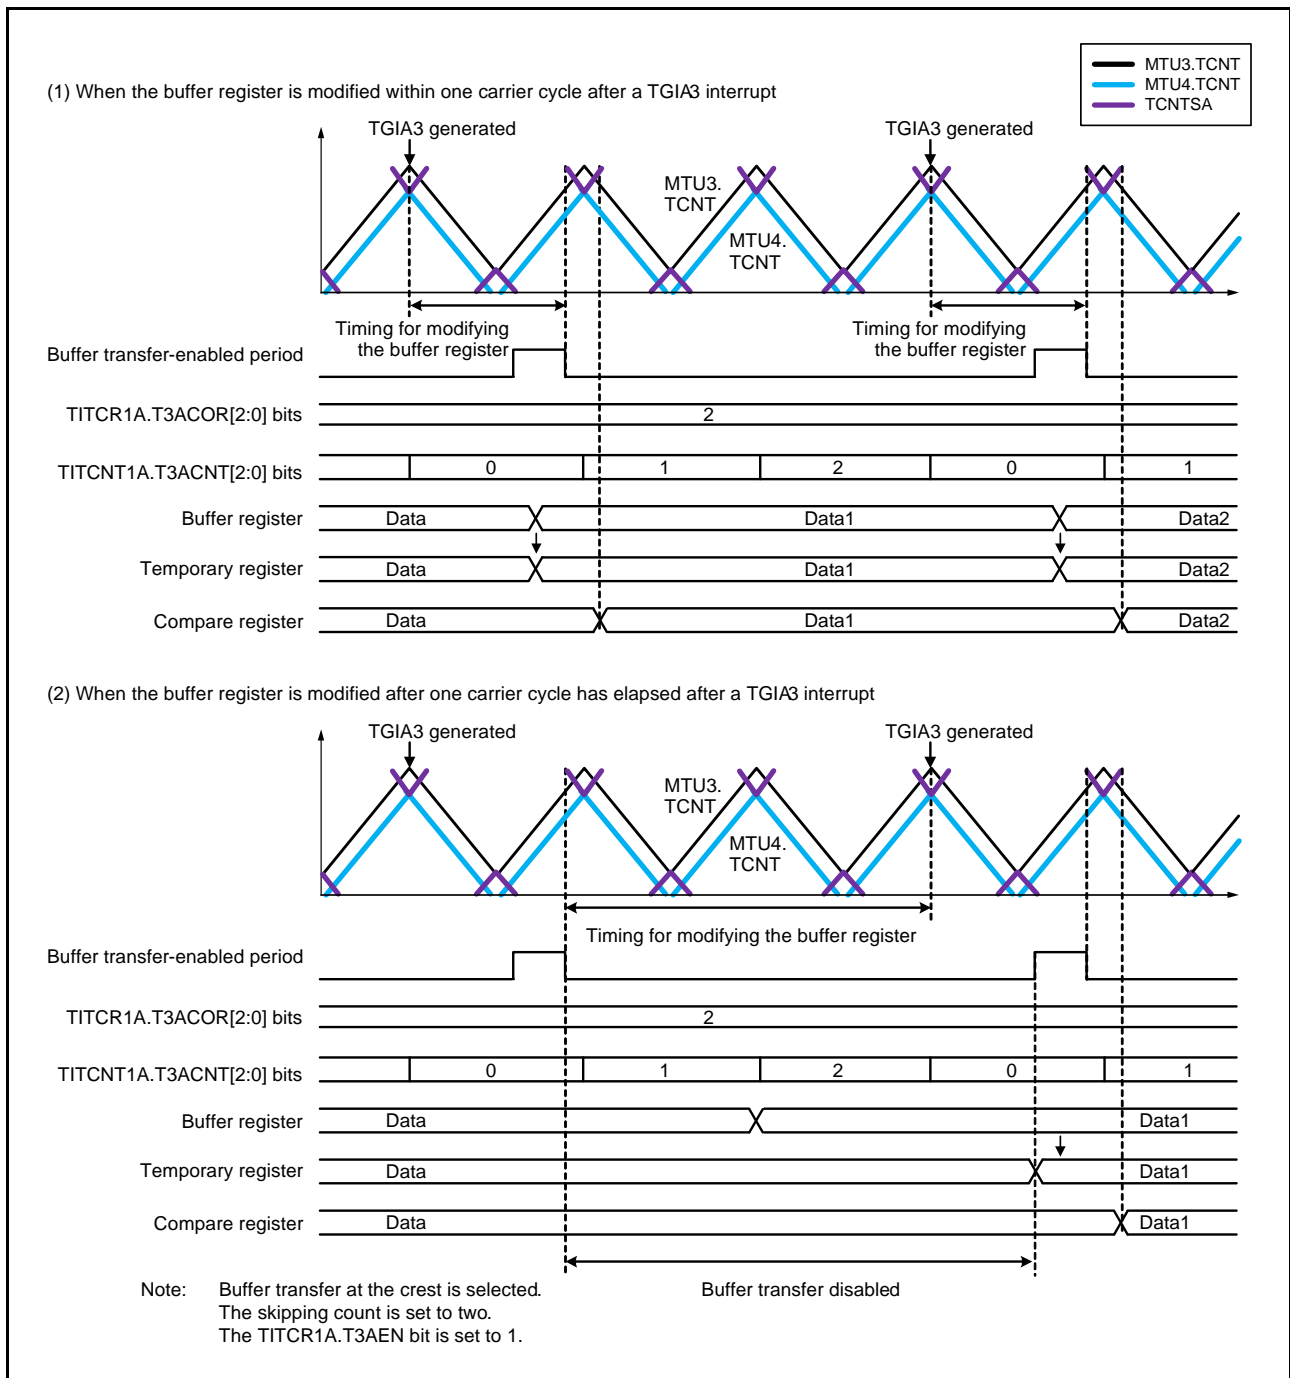 MTU3.TCNT
MTU4.TCNT
TCNTSA
(1) When the buffer register is modified within one carrier cycle after a TGIA3 interrupt
TGIA3 generated
TGIA3 generated
MTU3.
TCNT
MTU4.
TCNT
Timing for modifying
the buffer register
Timing for modifying
the buffer register
Buffer transfer-enabled period
TITCR1A.T3ACOR[2:0] bits
2
TITCNT1A.T3ACNT[2:0] bits
0
1
2
0
1
Buffer register
Data
Data1
Data2
Temporary register
Data
Data1
Data2
Compare register
Data
Data1
Data2
(2) When the buffer register is modified after one carrier cycle has elapsed after a TGIA3 interrupt
TGIA3 generated
TGIA3 generated
MTU3.
TCNT
MTU4.
TCNT
Timing for modifying the buffer register
Buffer transfer-enabled period
TITCR1A.T3ACOR[2:0] bits
2
TITCNT1A.T3ACNT[2:0] bits
0
1
2
0
1
Buffer register
Data
Data1
Temporary register
Data
Data1
Compare register
Data
Data1
Buffer transfer disabled
Note: Buffer transfer at the crest is selected.
The skipping count is set to two.
The TITCR1A.T3AEN bit is set to 1.